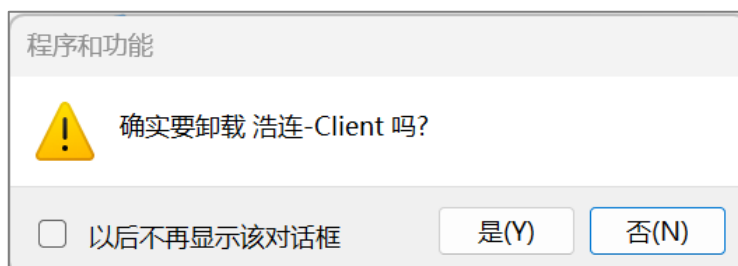 程序和功能
确实要卸载 浩连-Client 吗?
以后不再显示该对话框
是(Y)
否(N)